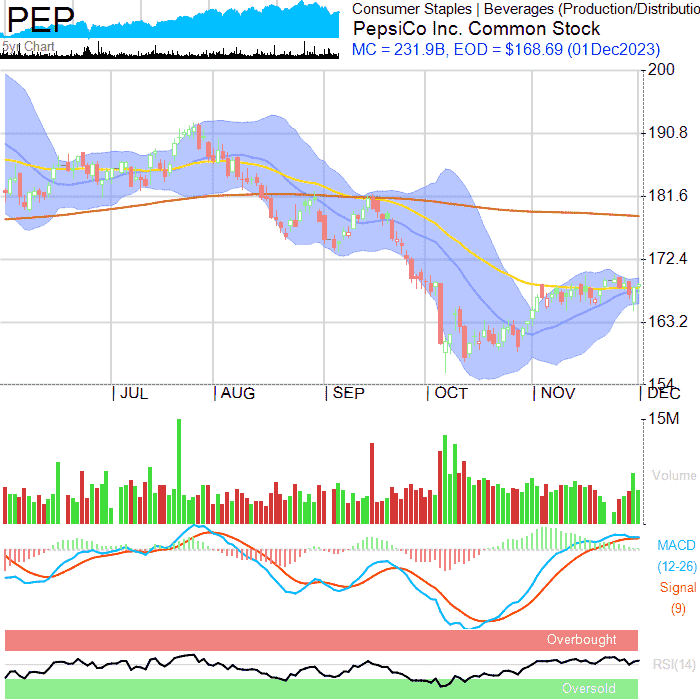 PEP
5yr Chart
Consumer Staples | Beverages (Production/Distributio
PepsiCo Inc. Common Stock
MC = 231.9B, EOD = $168.69 (01Dec2023)
200
190.8
181.6
172.4
163.2
154
JUL AUG SEP OCT NOV DEC
15M
Volume
MACD
(12-26)
Signal
(9)
Overbought
RSI(14)
Oversold